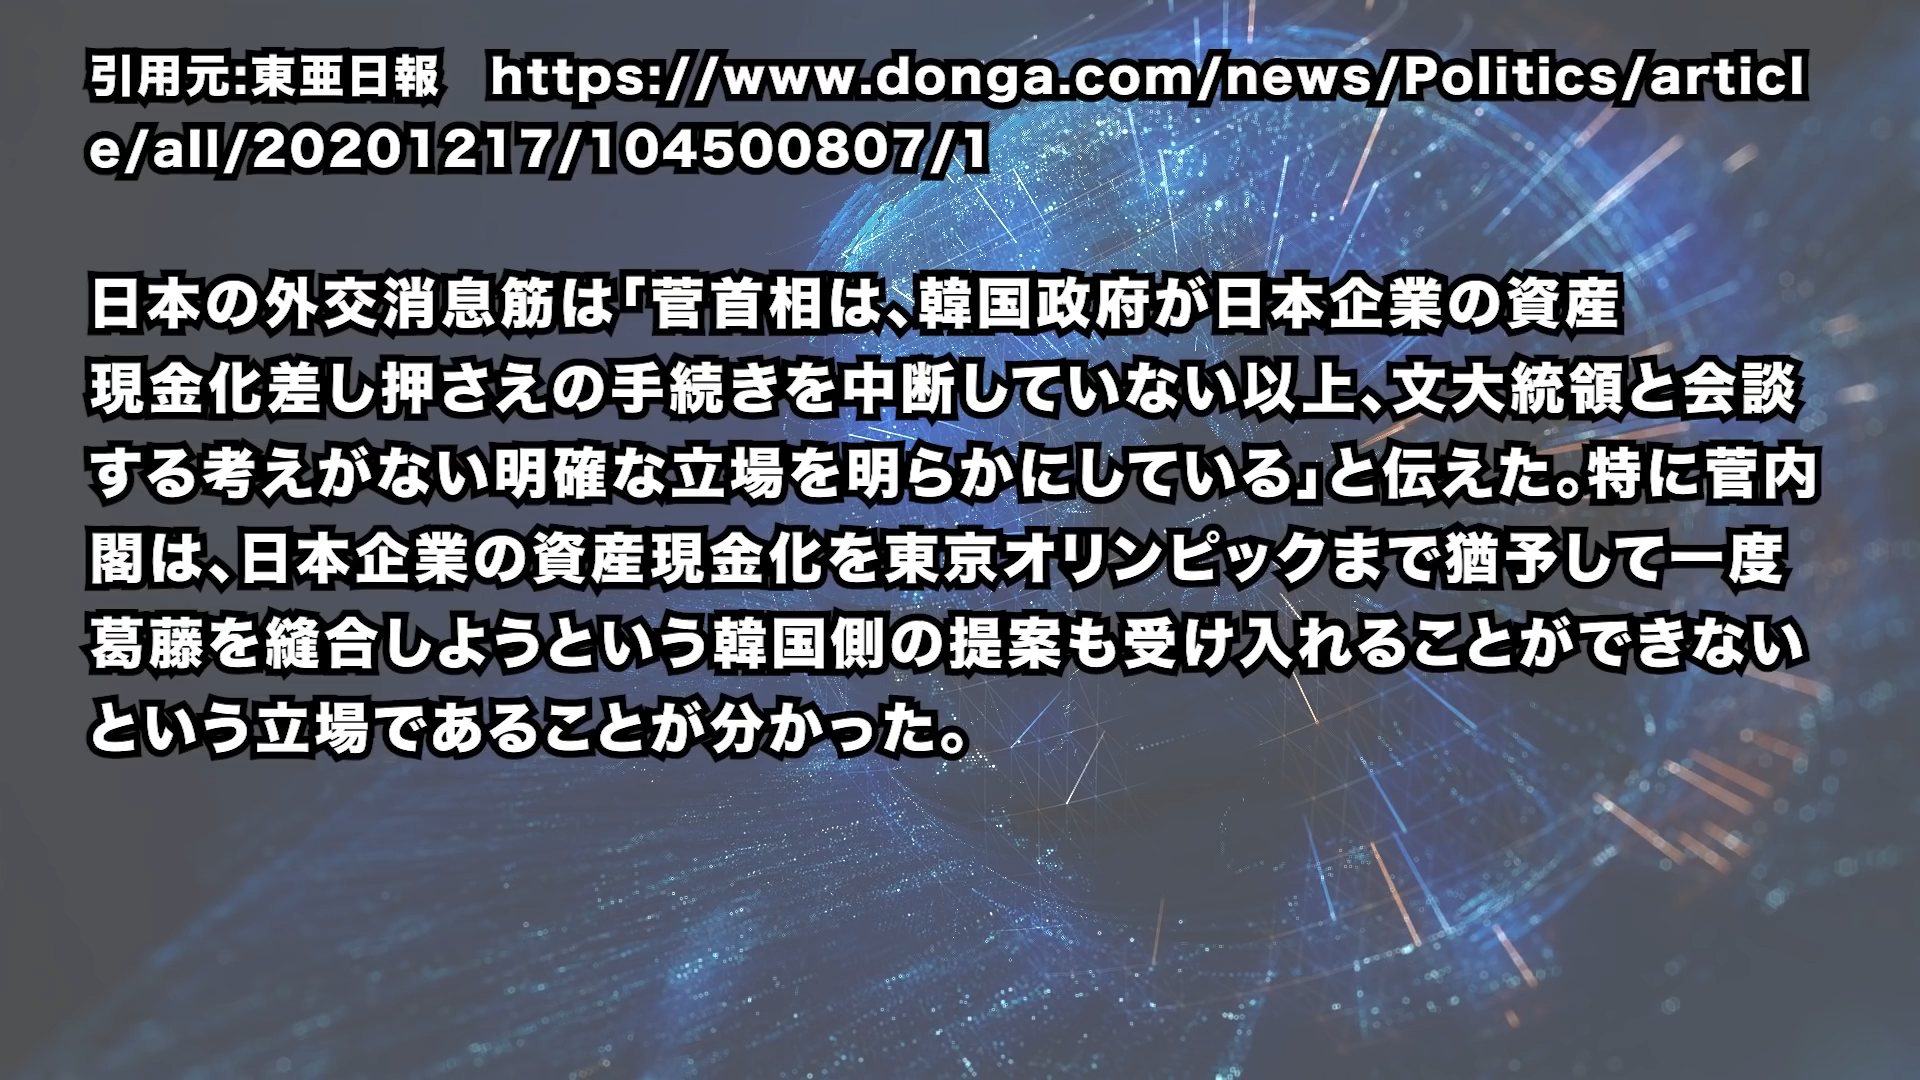 引用元:東亜日報　https://www.donga.com/news/Politics/articl
e/all/20201217/104500807/1
日本の外交消息筋は｢菅首相は､韓国政府が日本企業の資産
現金化差し押さえの手続きを中断していない以上､文大統領と会談
する考えがない明確な立場を明らかにしている｣と伝えた｡特に菅内
閣は､日本企業の資産現金化を東京オリンピックまで猶予して一度
葛藤を縫合しようという韓国側の提案も受け入れることができない
という立場であることが分かった｡